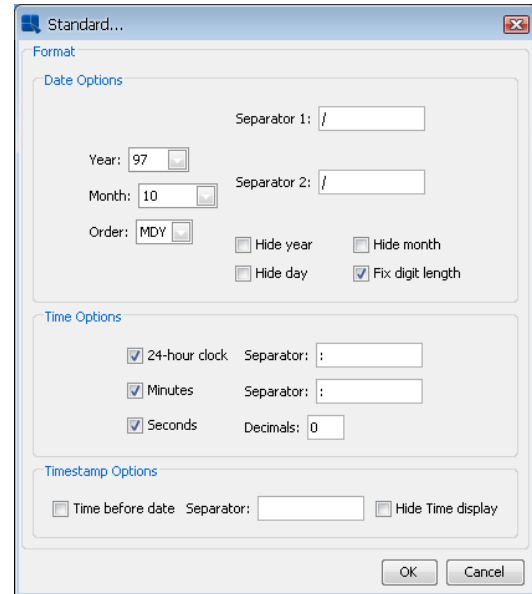 Standard...
Format
Date Options
Separator 1: /
Year: 97
Separator 2: /
Month: 10
Order: MDY
Hide year Hide month
Hide day Fix digit length
Time Options
24-hour clock Separator: :
Minutes Separator: :
Seconds Decimals: 0
Timestamp Options
Time before date Separator: Hide Time display
OK Cancel